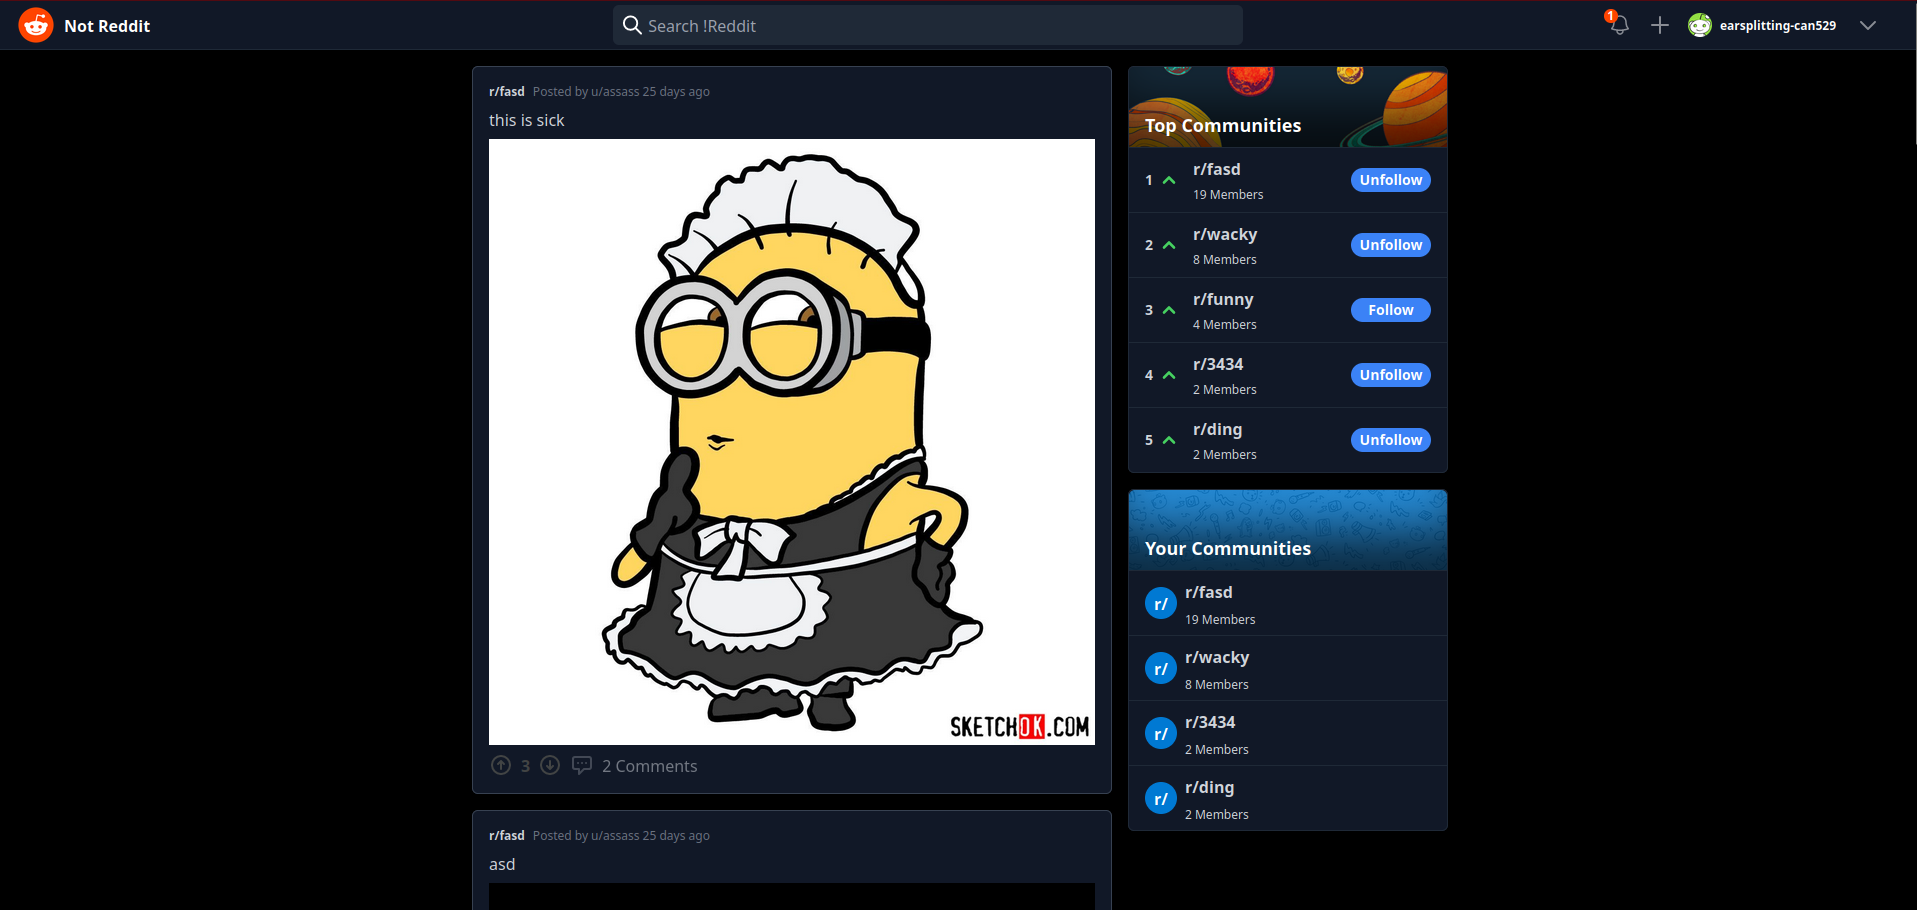 Not Reddit
Search !Reddit
1
earsplitting-can529
r/fasd Posted by u/assass 25 days ago
this is sick
SKETCHOK.COM
3 2 Comments
r/fasd Posted by u/assass 25 days ago
asd
Top Communities
1 r/fasd Unfollow
19 Members
2 r/wacky Unfollow
8 Members
3 r/funny Follow
4 Members
4 r/3434 Unfollow
2 Members
5 r/ding Unfollow
2 Members
Your Communities
r/ r/fasd
19 Members
r/ r/wacky
8 Members
r/ r/3434
2 Members
r/ r/ding
2 Members